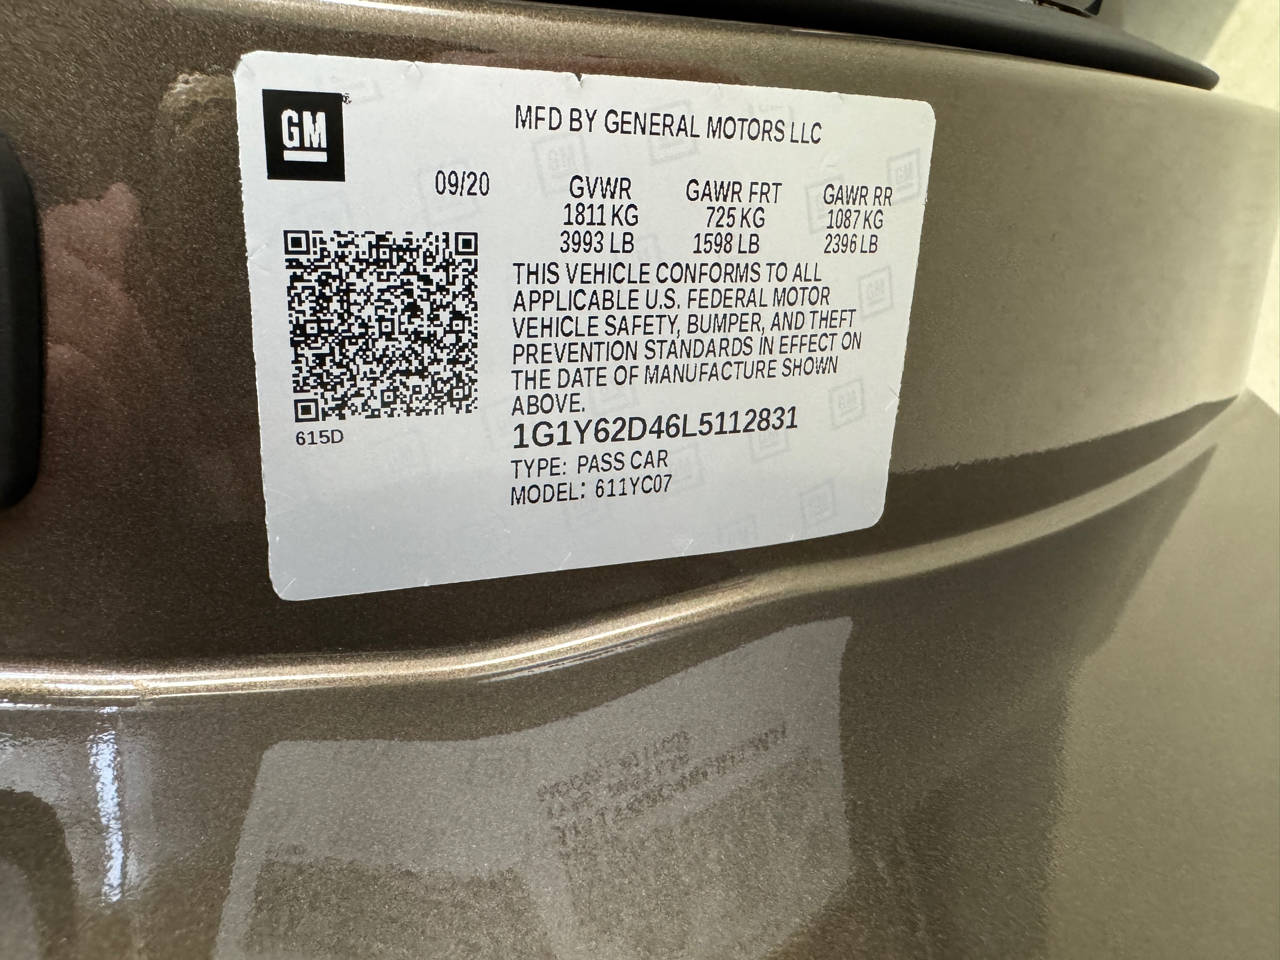 GM
MFD BY GENERAL MOTORS LLC
09/20
GVWR GAWR FRT GAWR RR
1811 KG 725 KG 1087 KG
3993 LB 1598 LB 2396 LB
THIS VEHICLE CONFORMS TO ALL
APPLICABLE U.S. FEDERAL MOTOR
VEHICLE SAFETY, BUMPER, AND THEFT
PREVENTION STANDARDS IN EFFECT ON
THE DATE OF MANUFACTURE SHOWN
ABOVE.
615D
1G1Y62D46L5112831
TYPE: PASS CAR
MODEL: 611YC07